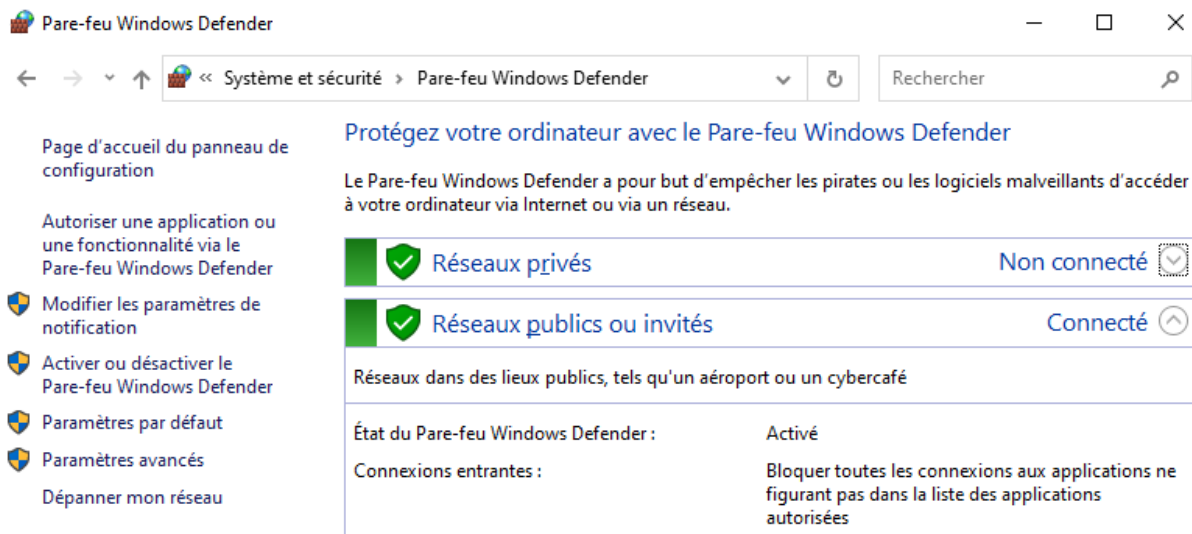 Pare-feu Windows Defender
« Système et sécurité › Pare-feu Windows Defender
Rechercher
Page d'accueil du panneau de
configuration
Autoriser une application ou
une fonctionnalité via le
Pare-feu Windows Defender
Modifier les paramètres de
notification
Activer ou désactiver le
Pare-feu Windows Defender
Paramètres par défaut
Paramètres avancés
Dépanner mon réseau
Protégez votre ordinateur avec le Pare-feu Windows Defender
Le Pare-feu Windows Defender a pour but d'empêcher les pirates ou les logiciels malveillants d'accéder
à votre ordinateur via Internet ou via un réseau.
Réseaux privés Non connecté
Réseaux publics ou invités Connecté
Réseaux dans des lieux publics, tels qu'un aéroport ou un cybercafé
État du Pare-feu Windows Defender : Activé
Connexions entrantes : Bloquer toutes les connexions aux applications ne
figurant pas dans la liste des applications
autorisées